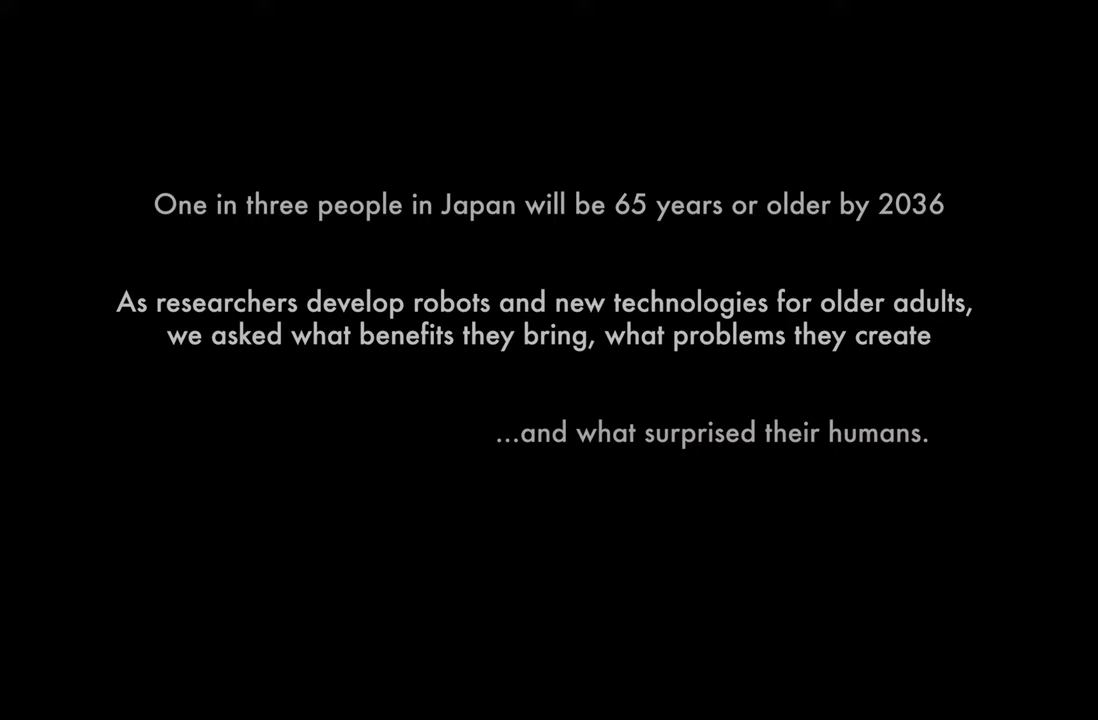 One in three people in Japan will be 65 years or older by 2036
As researchers develop robots and new technologies for older adults,
we asked what benefits they bring, what problems they create
...and what surprised their humans.